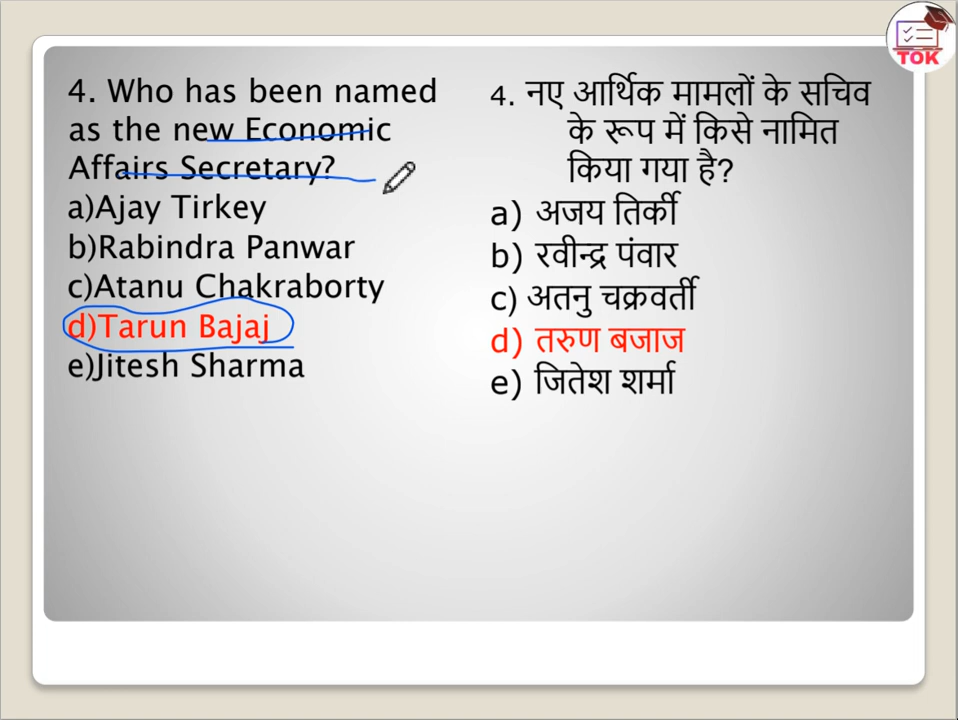 TOK
4. Who has been named
as the new Economic
Affairs Secretary?
a)Ajay Tirkey
b)Rabindra Panwar
c)Atanu Chakraborty
d)Tarun Bajaj
e)Jitesh Sharma
4. नए आर्थिक मामलों के सचिव
के रूप में किसे नामित
किया गया है?
a) अजय तिर्की
b) रवीन्द्र पंवार
c) अतनु चक्रवर्ती
d) तरुण बजाज
e) जितेश शर्मा